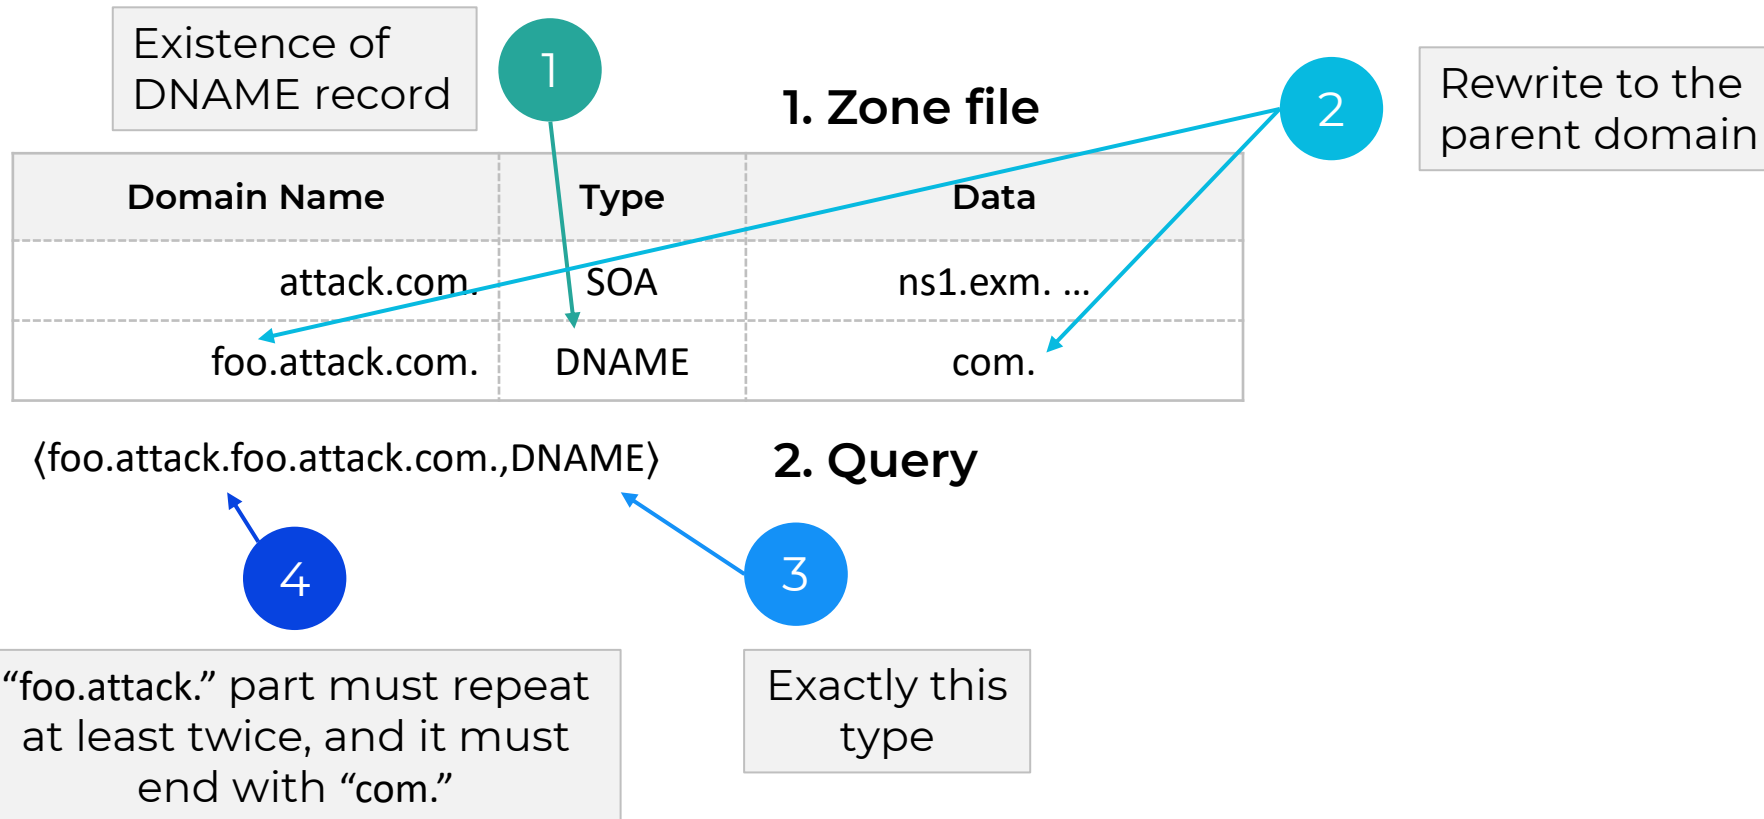 Existence of
DNAME record
1
1. Zone file
2
Rewrite to the
parent domain
Domain Name Type Data
attack.com. SOA ns1.exm. ...
foo.attack.com. DNAME com.
⟨foo.attack.foo.attack.com.,DNAME⟩
2. Query
4
3
“foo.attack.” part must repeat
at least twice, and it must
end with “com.”
Exactly this
type